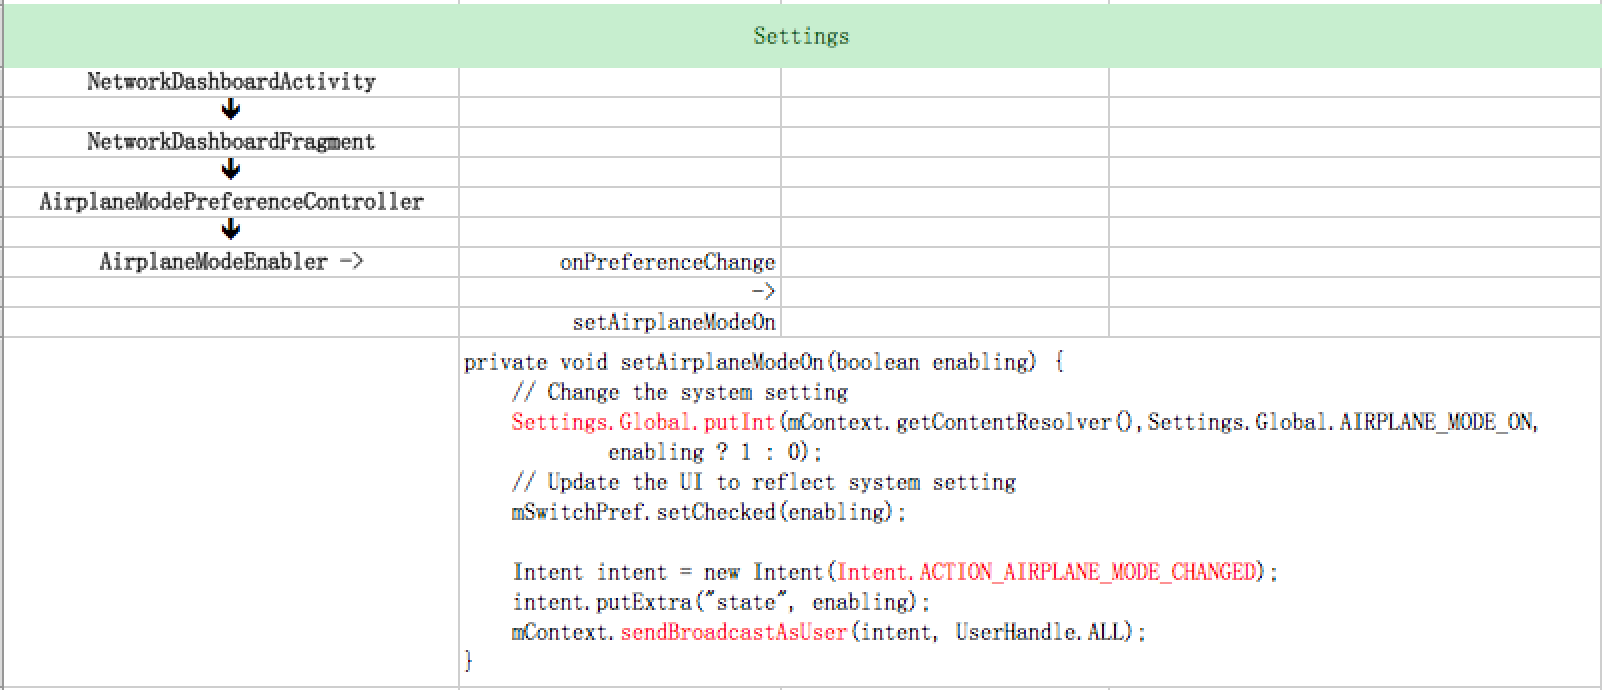 Settings
NetworkDashboardActivity
↓
NetworkDashboardFragment
↓
AirplaneModePreferenceController
↓
AirplaneModeEnabler -> onPreferenceChange
->
setAirplaneModeOn
private void setAirplaneModeOn(boolean enabling) {
    // Change the system setting
    Settings.Global.putInt(mContext.getContentResolver(),Settings.Global.AIRPLANE_MODE_ON,
            enabling ? 1 : 0);
    // Update the UI to reflect system setting
    mSwitchPref.setChecked(enabling);

    Intent intent = new Intent(Intent.ACTION_AIRPLANE_MODE_CHANGED);
    intent.putExtra("state", enabling);
    mContext.sendBroadcastAsUser(intent, UserHandle.ALL);
}